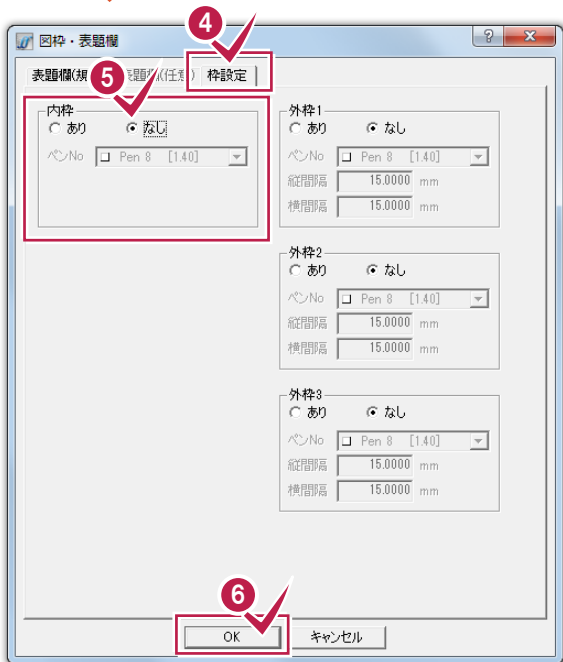 4
図枠・表題欄
5
表題欄(規 表題欄(任意) 枠設定
内枠
あり なし
ペンNo Pen 8 [1.40]
外枠1
あり なし
ペンNo Pen 8 [1.40]
縦間隔 15.0000 mm
横間隔 15.0000 mm
外枠2
あり なし
ペンNo Pen 8 [1.40]
縦間隔 15.0000 mm
横間隔 15.0000 mm
外枠3
あり なし
ペンNo Pen 8 [1.40]
縦間隔 15.0000 mm
横間隔 15.0000 mm
6
OK キャンセル